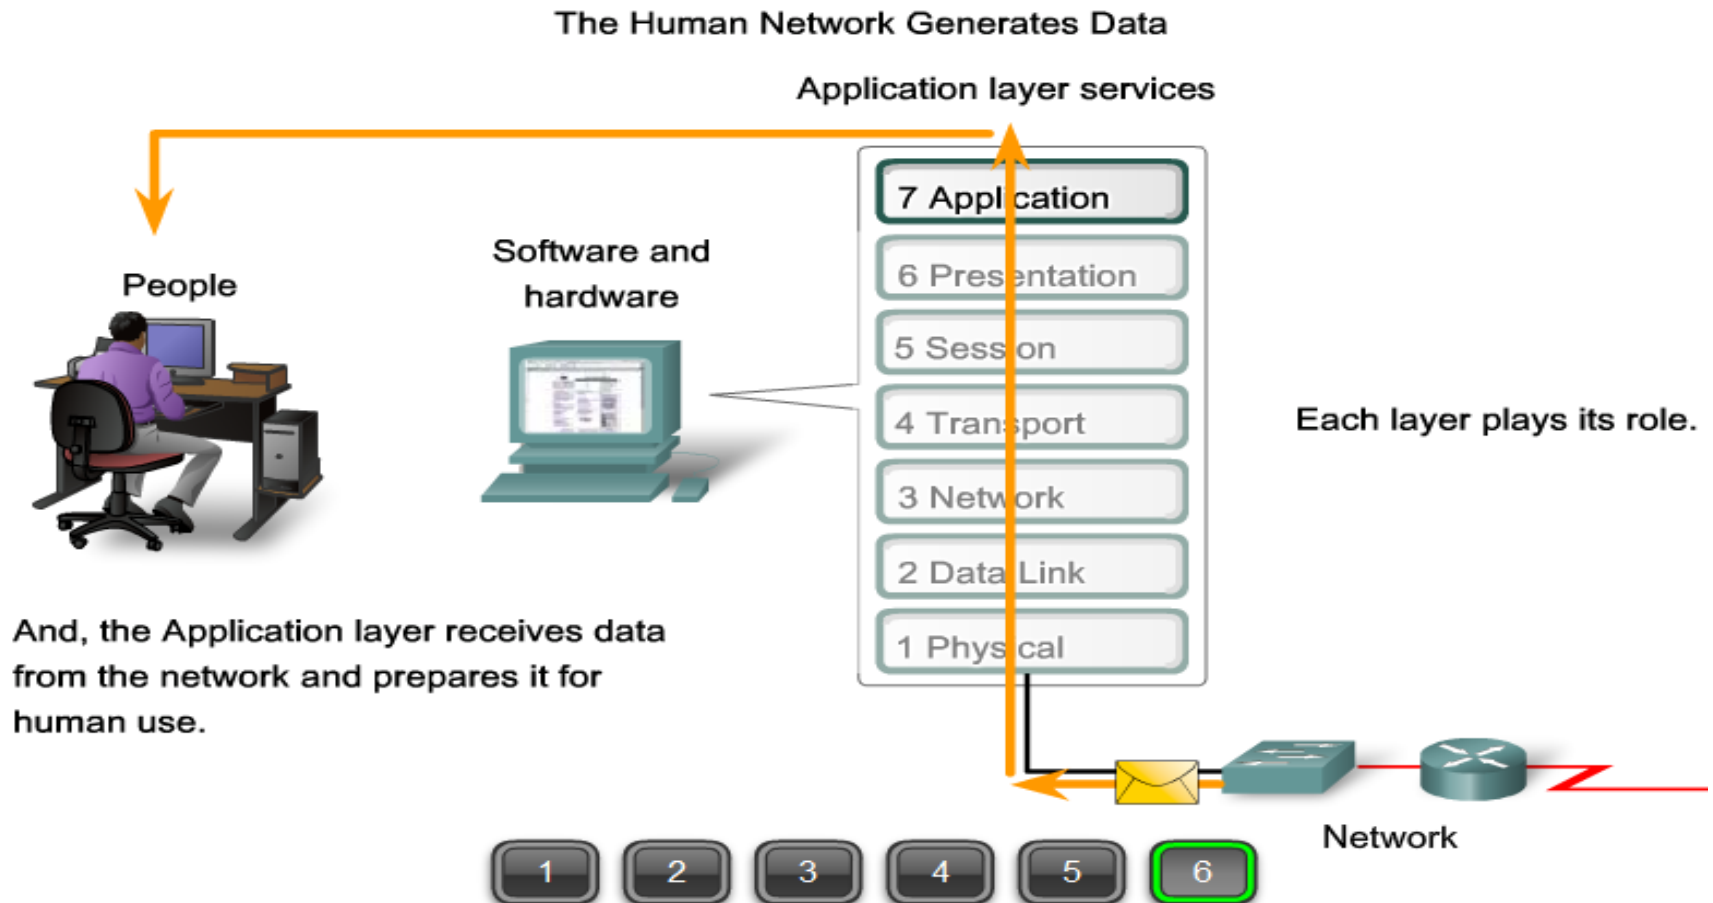 The Human Network Generates Data
Application layer services
7 Application
6 Presentation
5 Session
4 Transport
3 Network
2 Data Link
1 Physical
People
Software and
hardware
Each layer plays its role.
And, the Application layer receives data
from the network and prepares it for
human use.
Network
1
2
3
4
5
6